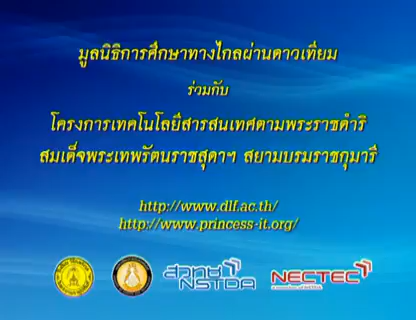 มูลนิธิการศึกษาทางไกลผ่านดาวเทียม
ร่วมกับ
โครงการเทคโนโลยีสารสนเทศตามพระราชดำริ
สมเด็จพระเทพรัตนราชสุดาฯ สยามบรมราชกุมารี
http://www.dlf.ac.th/
http://www.princess-it.org/
สวทช
NSTDA
NECTEC